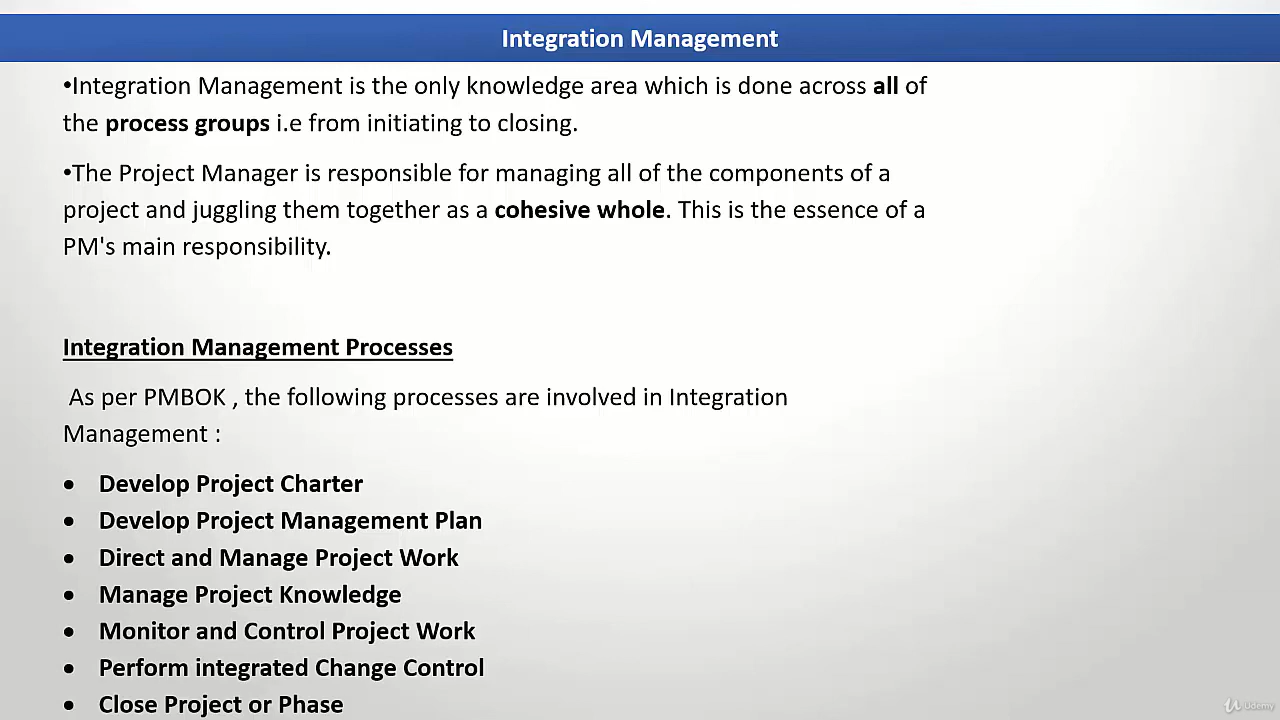 Integration Management
•Integration Management is the only knowledge area which is done across all of
the process groups i.e from initiating to closing.
•The Project Manager is responsible for managing all of the components of a
project and juggling them together as a cohesive whole. This is the essence of a
PM's main responsibility.
Integration Management Processes
As per PMBOK , the following processes are involved in Integration
Management :
• Develop Project Charter
• Develop Project Management Plan
• Direct and Manage Project Work
• Manage Project Knowledge
• Monitor and Control Project Work
• Perform integrated Change Control
• Close Project or Phase
Udemy